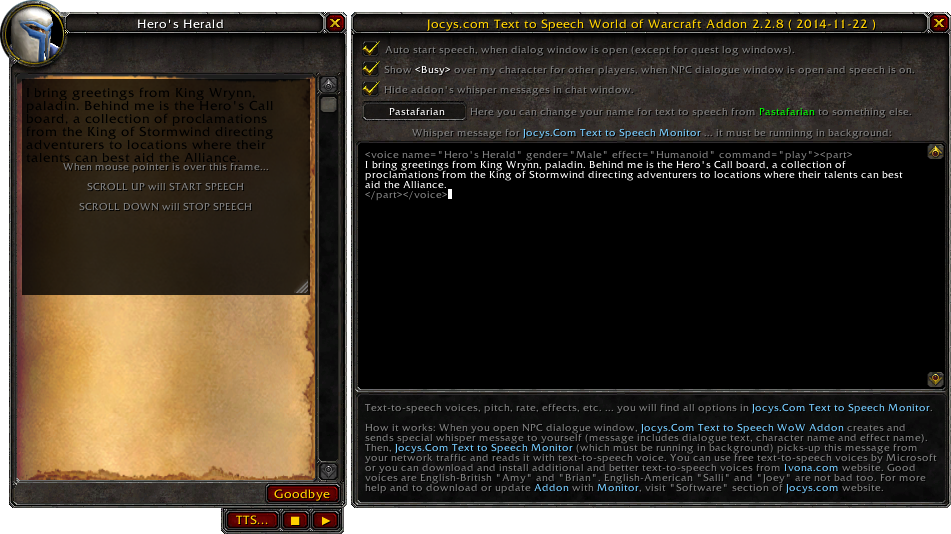 Hero's Herald
I bring greetings from King Wrynn,
paladin. Behind me is the Hero's Call
board, a collection of proclamations
from the King of Stormwind directing
adventurers to locations where their
talents can best aid the Alliance.
When mouse pointer is over this frame...
SCROLL UP will START SPEECH
SCROLL DOWN will STOP SPEECH
Goodbye
TTS...
Jocys.com Text to Speech World of Warcraft Addon 2.2.8 ( 2014-11-22 )
Auto start speech, when dialog window is open (except for quest log windows).
Show <Busy> over my character for other players, when NPC dialogue window is open and speech is on.
Hide addon's whisper messages in chat window.
Pastafarian Here you can change your name for text to speech from Pastafarian to something else.
Whisper message for Jocys.Com Text to Speech Monitor ... it must be runnning in background:
<voice name="Hero's Herald" gender="Male" effect="Humanoid" command="play"><part>
I bring greetings from King Wrynn, paladin. Behind me is the Hero's Call board, a collection of
proclamations from the King of Stormwind directing adventurers to locations where their talents can best
aid the Alliance.
</part></voice>
Text-to-speech voices, pitch, rate, effects, etc. ... you will find all options in Jocys.Com Text to Speech Monitor.
How it works: When you open NPC dialogue window, Jocys.Com Text to Speech WoW Addon creates and
sends special whisper message to yourself (message includes dialogue text, character name and effect name).
Then, Jocys.Com Text to Speech Monitor (which must be running in background) picks-up this message from
your network traffic and reads it with text-to-speech voice. You can use free text-to-speech voices by Microsoft
or you can download and install additional and better text-to-speech voices from Ivona.com website. Good
voices are English-British "Amy" and "Brian". English-American "Salli" and "Joey" are not bad too. For more
help and to download or update Addon with Monitor, visit "Software" section of Jocys.com website.